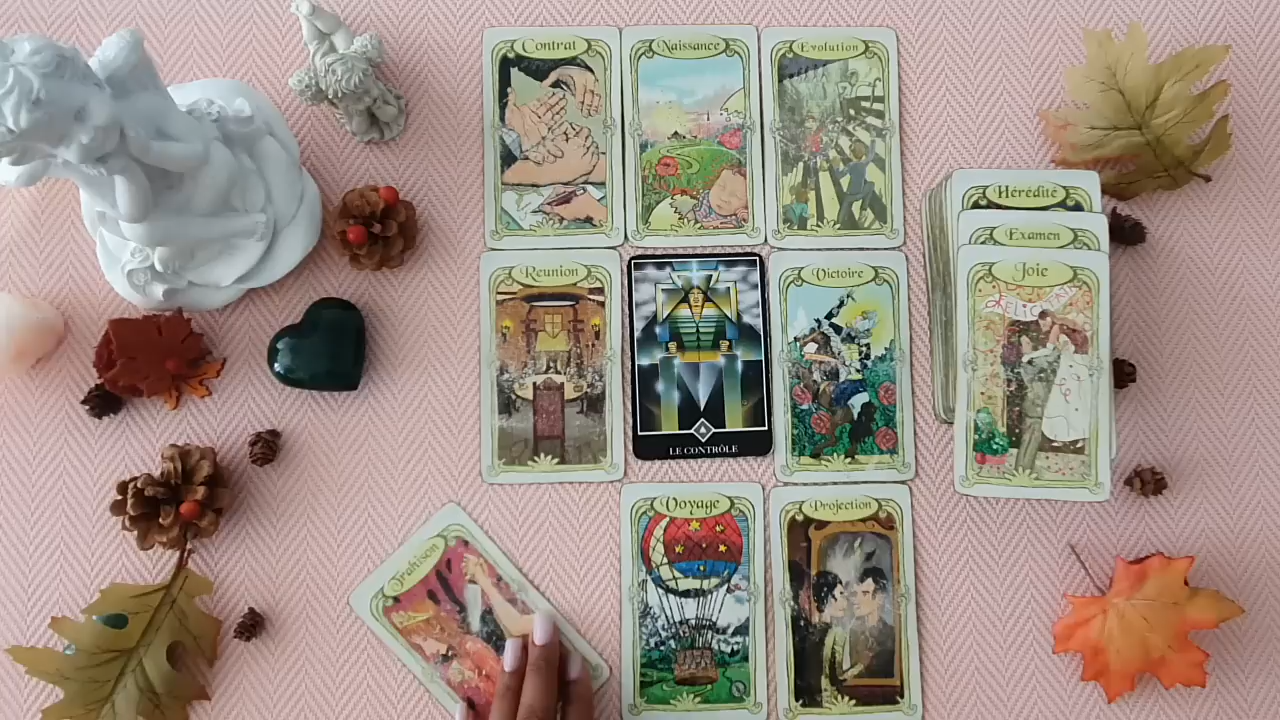 Contrat
Naissance
Evolution
Hérédité
Examen
Joie
Reunion
LE CONTRÔLE
Victoire
Trahison
Voyage
Projection